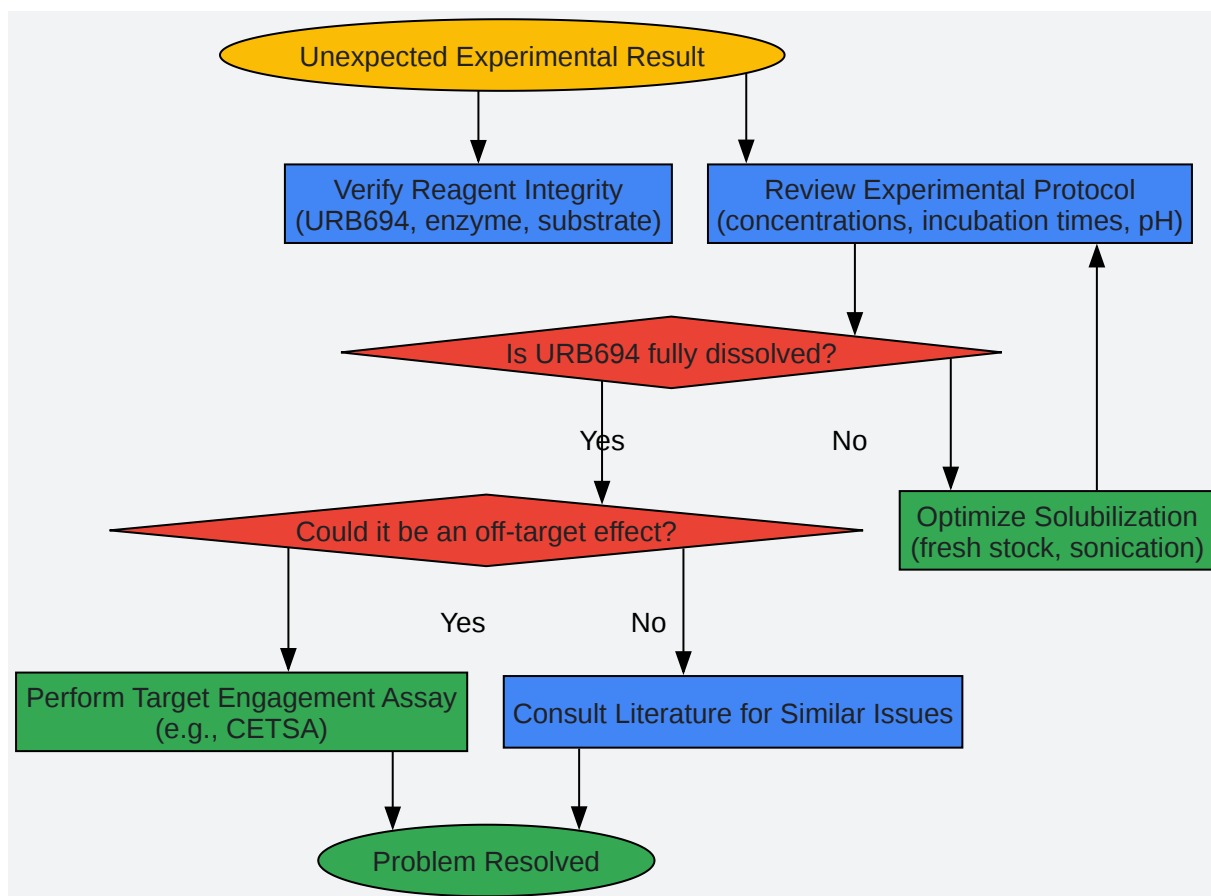 Unexpected Experimental Result
Verify Reagent Integrity
(URB694, enzyme, substrate)
Review Experimental Protocol
(concentrations, incubation times, pH)
Is URB694 fully dissolved?
Yes
No
Optimize Solubilization
(fresh stock, sonication)
Could it be an off-target effect?
Yes
No
Perform Target Engagement Assay
(e.g., CETSA)
Consult Literature for Similar Issues
Problem Resolved